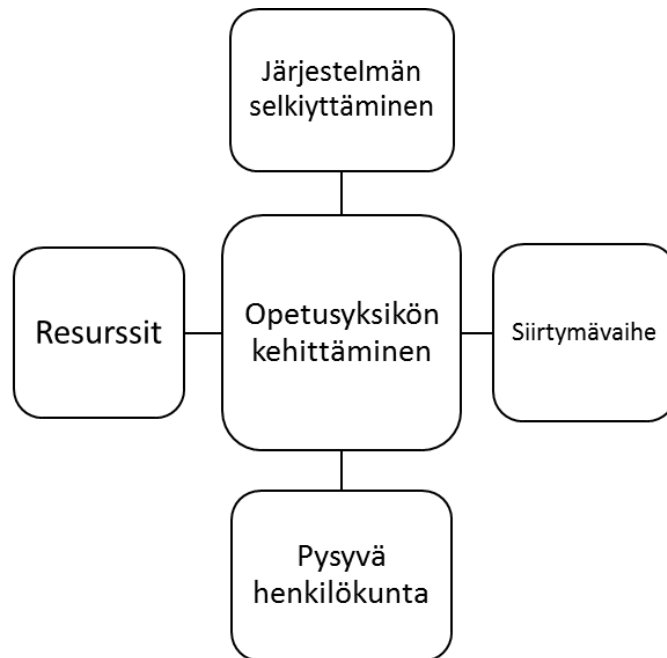 Järjestelmän
selkiyttäminen
Resurssit
Opetusyksikön
kehittäminen
Siirtymävaihe
Pysyvä
henkilökunta